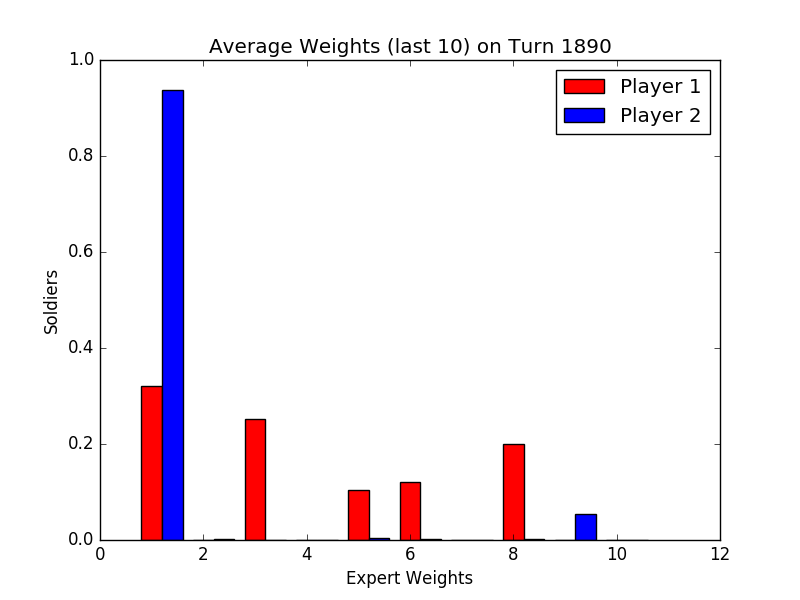 Average Weights (last 10) on Turn 1890
Player 1
Player 2
1.0
0.8
0.6
0.4
0.2
0.0
Soldiers
0 2 4 6 8 10 12
Expert Weights